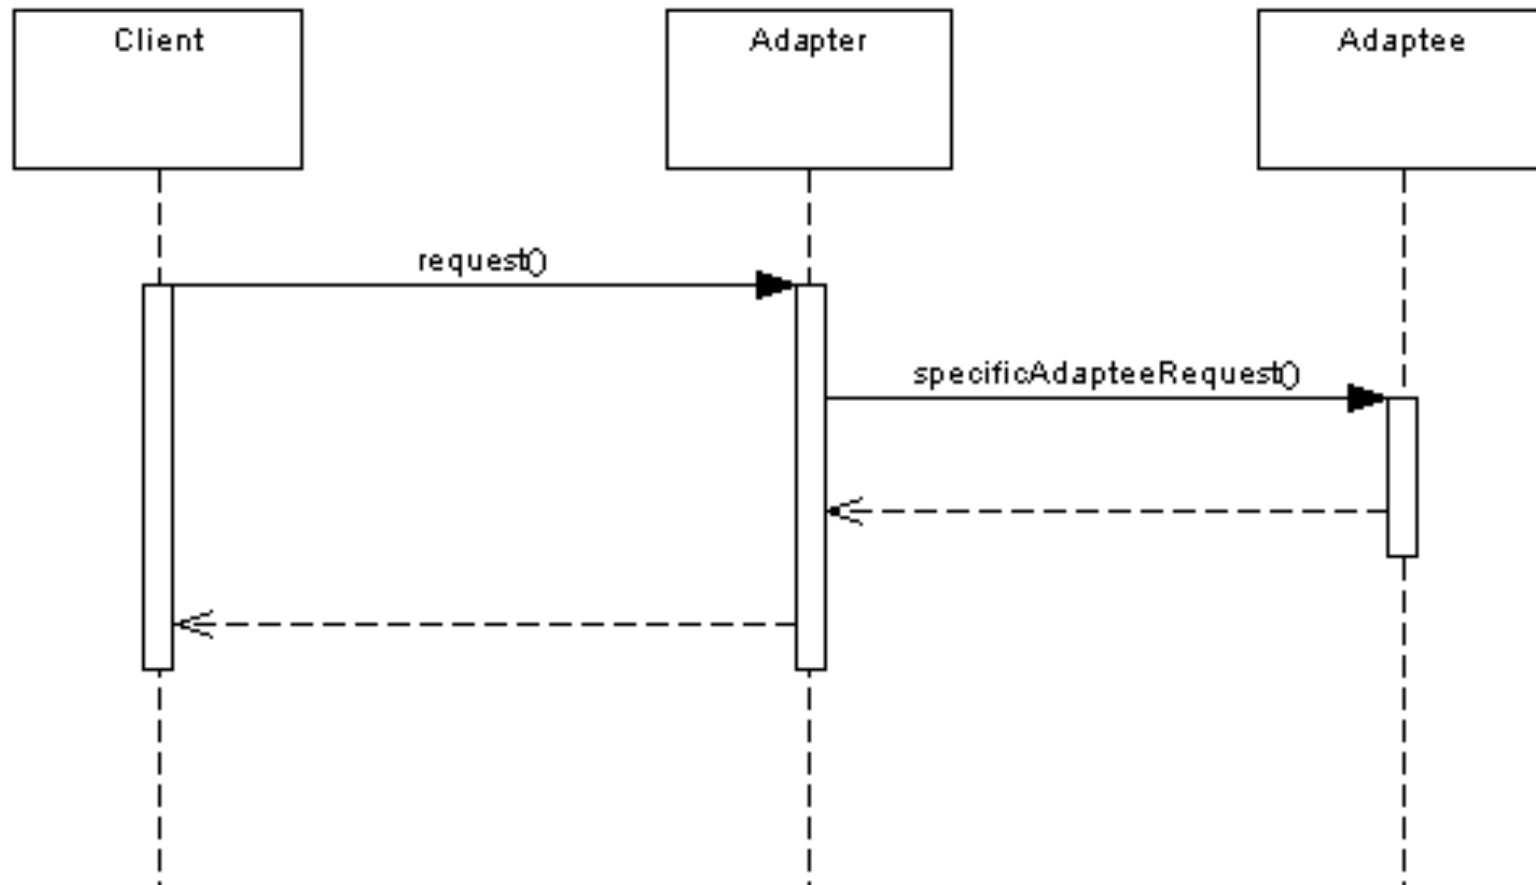 Client
Adapter
Adaptee
request()
specificAdapteeRequest()